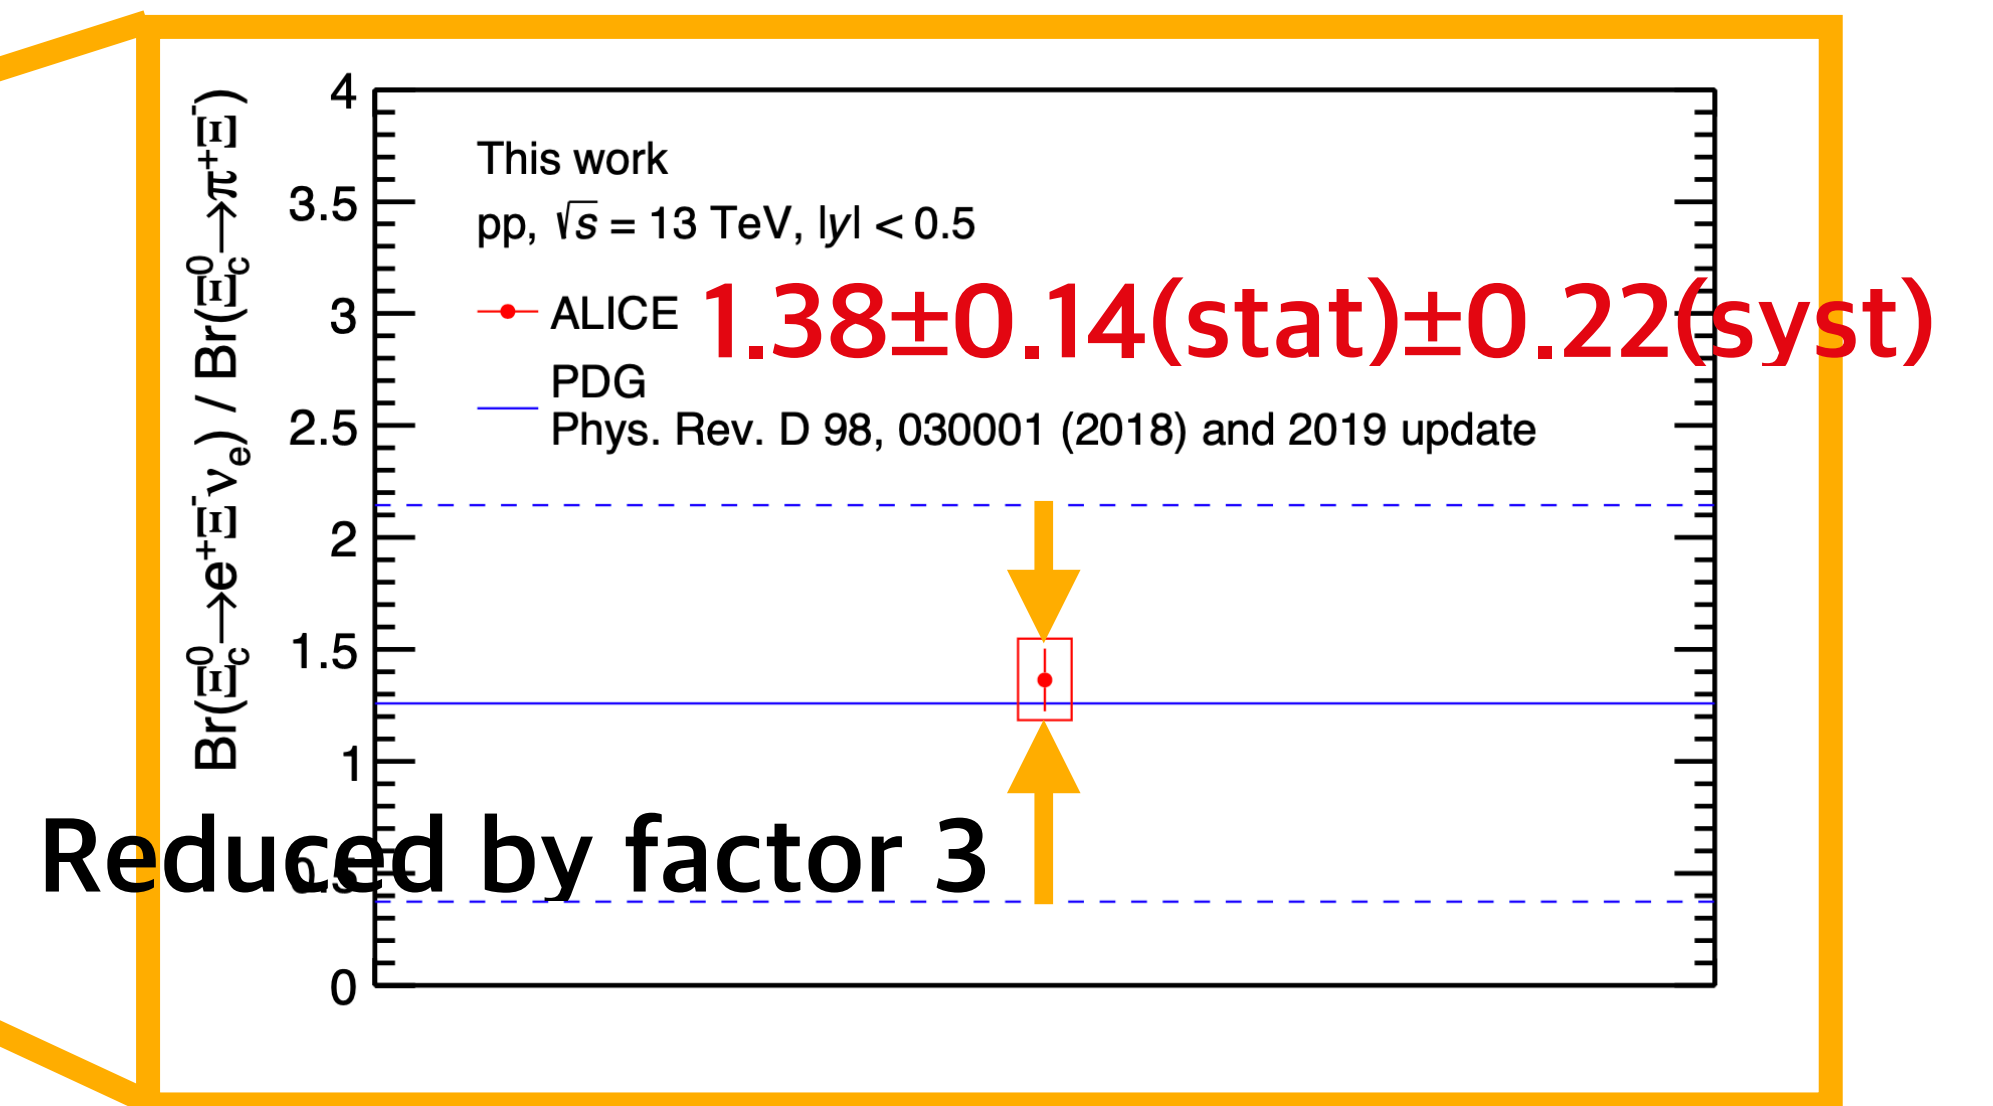 4
3.5
3
2.5
2
1.5
1
0.5
0
Br(Ξc0→e+Ξ-νe) / Br(Ξc0→π+Ξ-)
This work
pp, √s = 13 TeV, |y| < 0.5
ALICE 1.38±0.14(stat)±0.22(syst)
PDG
Phys. Rev. D 98, 030001 (2018) and 2019 update
Reduced by factor 3